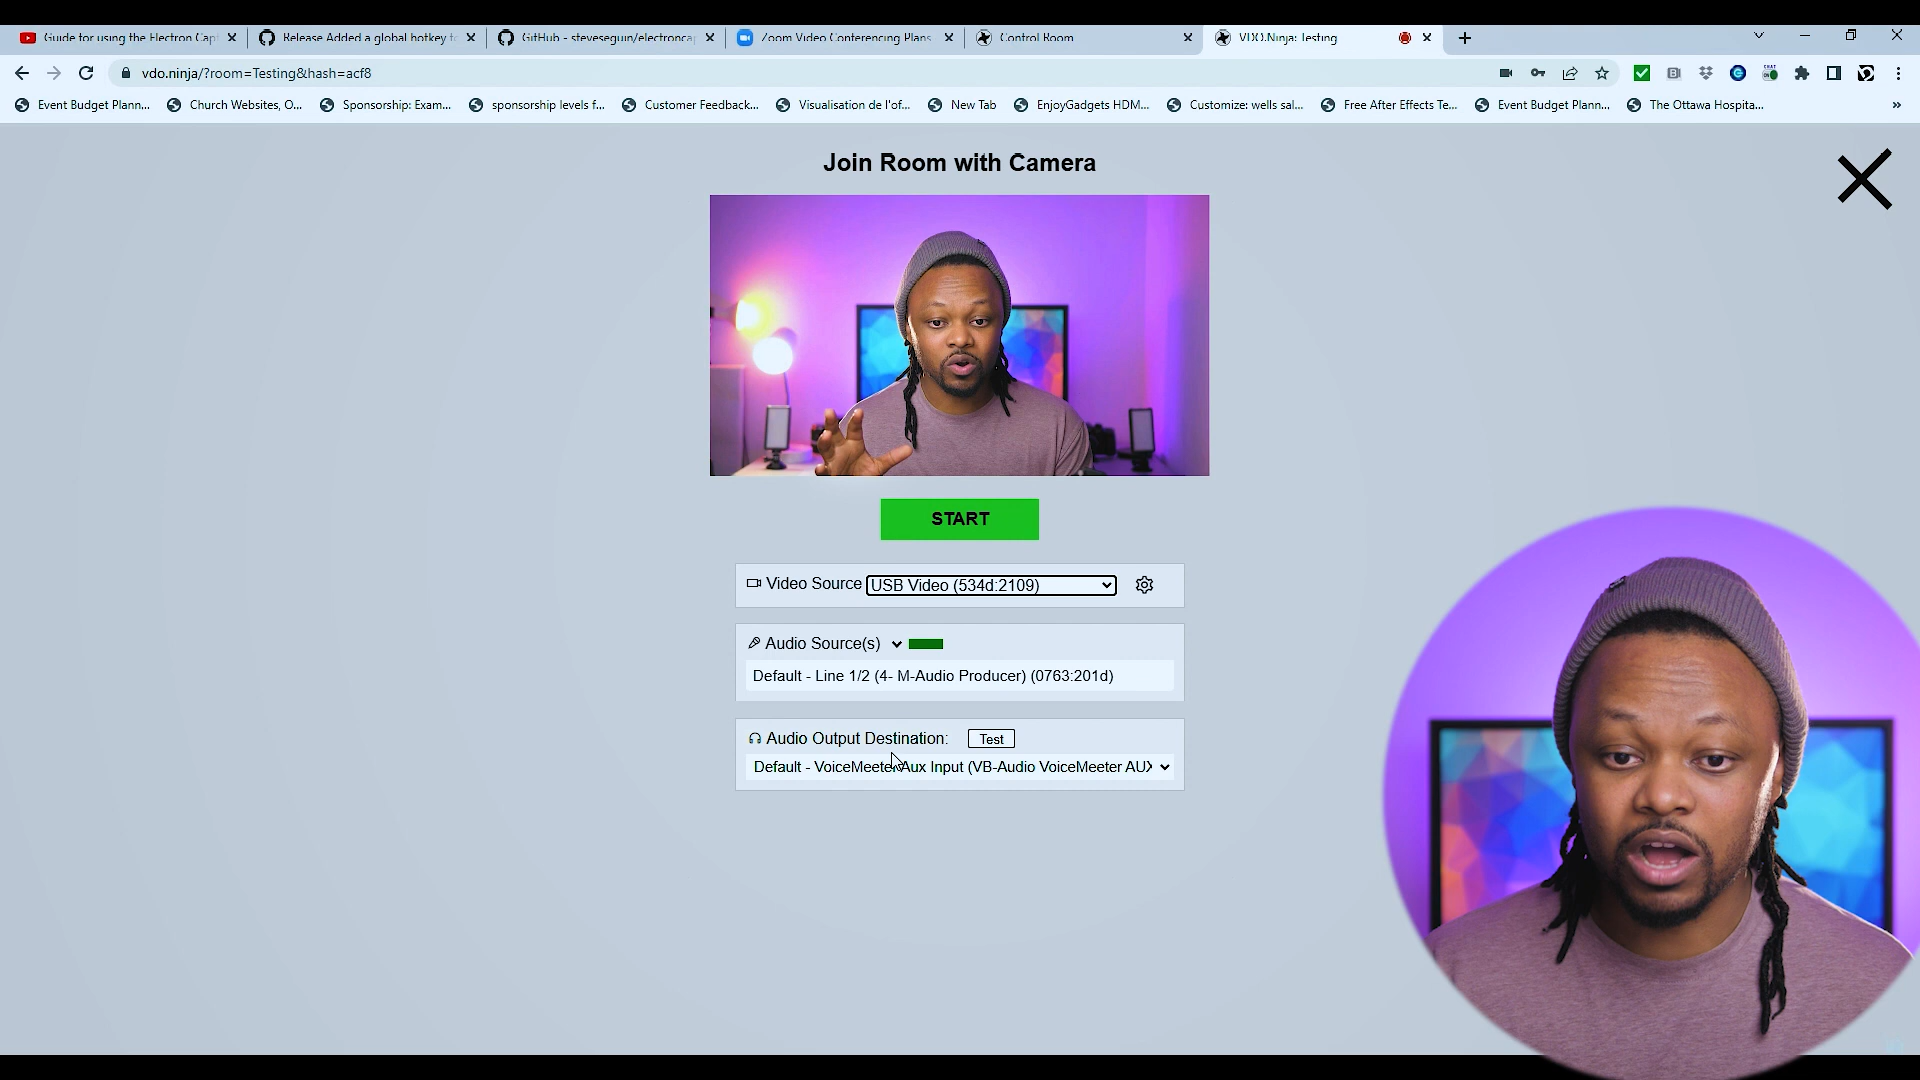 Guide for using the Electron Cap
Release Added a global hotkey fo
GitHub - steveseguin/electroncap
Zoom Video Conferencing Plans
Control Room
VDO.Ninja: Testing
vdo.ninja/?room=Testing&hash=acf8
Event Budget Plann...
Church Websites, O...
Sponsorship: Exam...
sponsorship levels f...
Customer Feedback...
Visualisation de l'of...
New Tab
EnjoyGadgets HDM...
Customize: wells sal...
Free After Effects Te...
Event Budget Plann...
The Ottawa Hospita...
Join Room with Camera
START
Video Source USB Video (534d:2109)
Audio Source(s)
Default - Line 1/2 (4- M-Audio Producer) (0763:201d)
Audio Output Destination: Test
Default - VoiceMeeter Aux Input (VB-Audio VoiceMeeter AUX